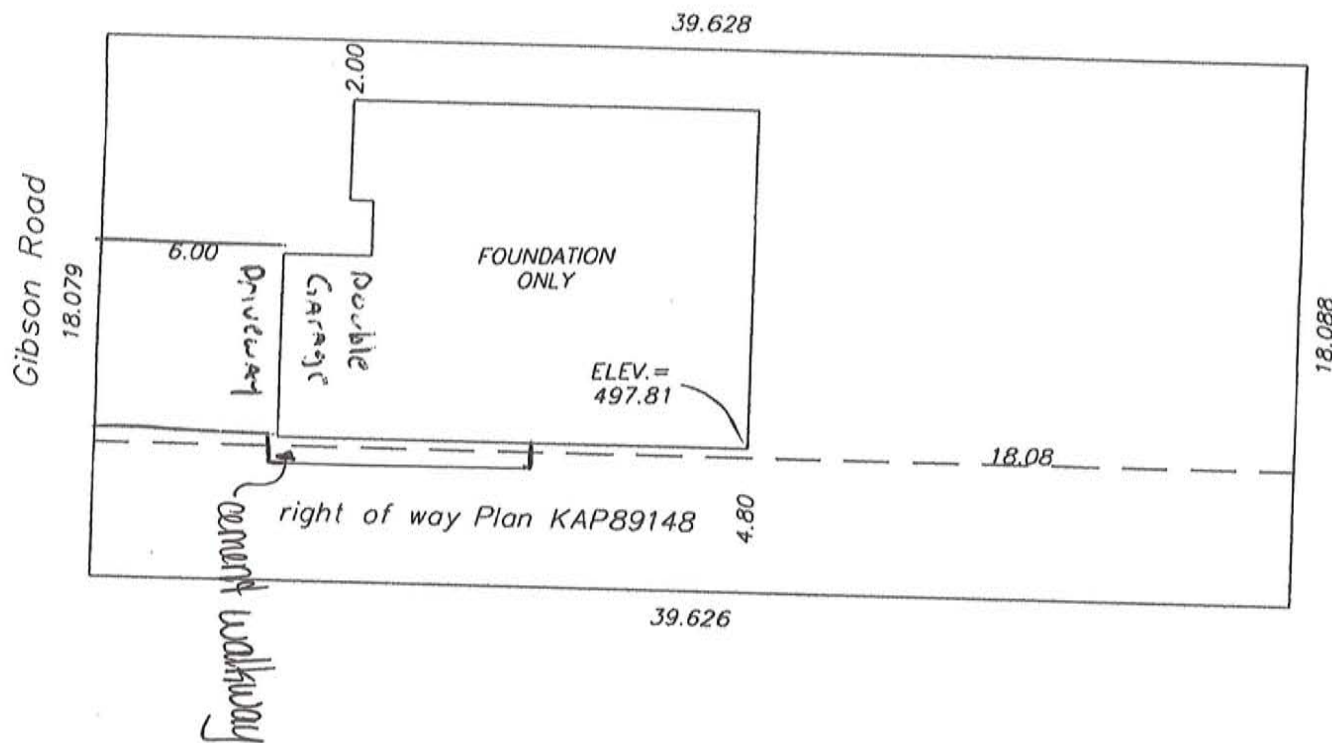 39.628
2.00
Gibson Road
18.079
6.00
Driveway
Double
Garage
FOUNDATION
ONLY
ELEV.=
497.81
18.088
18.08
right of way Plan KAP89148
4.80
cement walkway
39.626